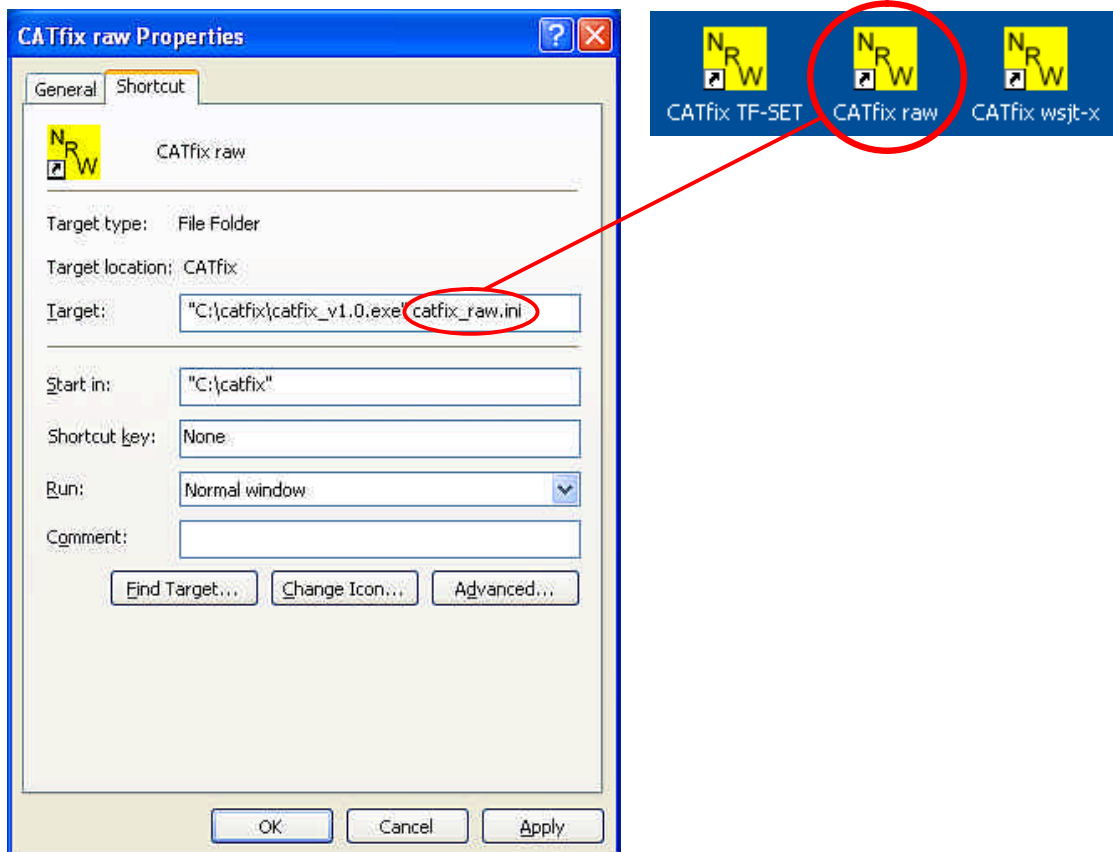 CATfix raw Properties
General Shortcut
NRW CATfix raw
Target type: File Folder
Target location: CATfix
Target: "C:\catfix\catfix_v1.0.exe" catfix_raw.ini
Start in: "C:\catfix"
Shortcut key: None
Run: Normal window
Comment:
Find Target... Change Icon... Advanced...
OK Cancel Apply
NRW NRW NRW
CATfix TF-SET CATfix raw CATfix wsjt-x